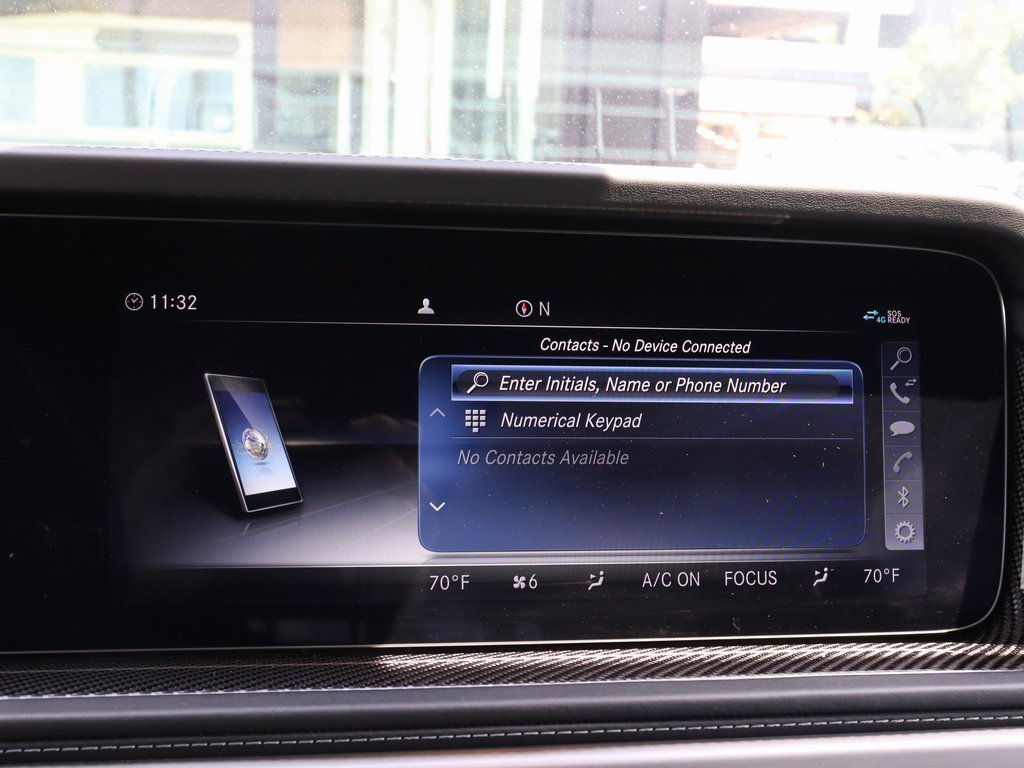 11:32
N
4G SOS READY
Contacts - No Device Connected
Enter Initials, Name or Phone Number
Numerical Keypad
No Contacts Available
70°F 6 A/C ON FOCUS 70°F